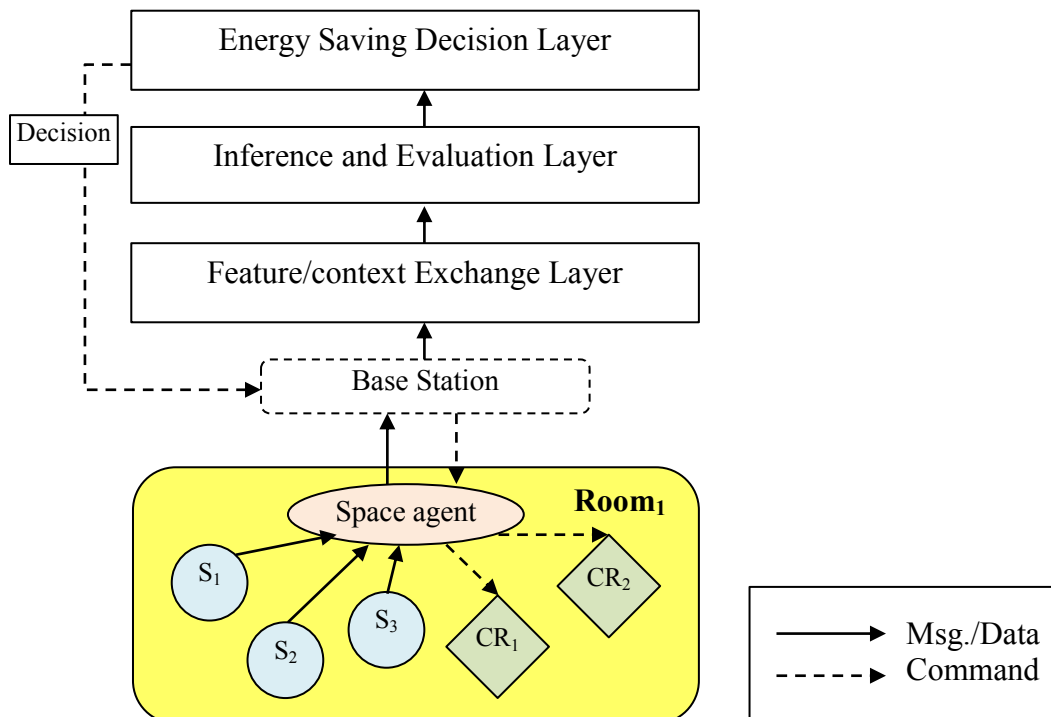 Energy Saving Decision Layer
Decision
Inference and Evaluation Layer
Feature/context Exchange Layer
Base Station
Room₁
Space agent
S₁
S₂
S₃
CR₁
CR₂
Msg./Data
Command